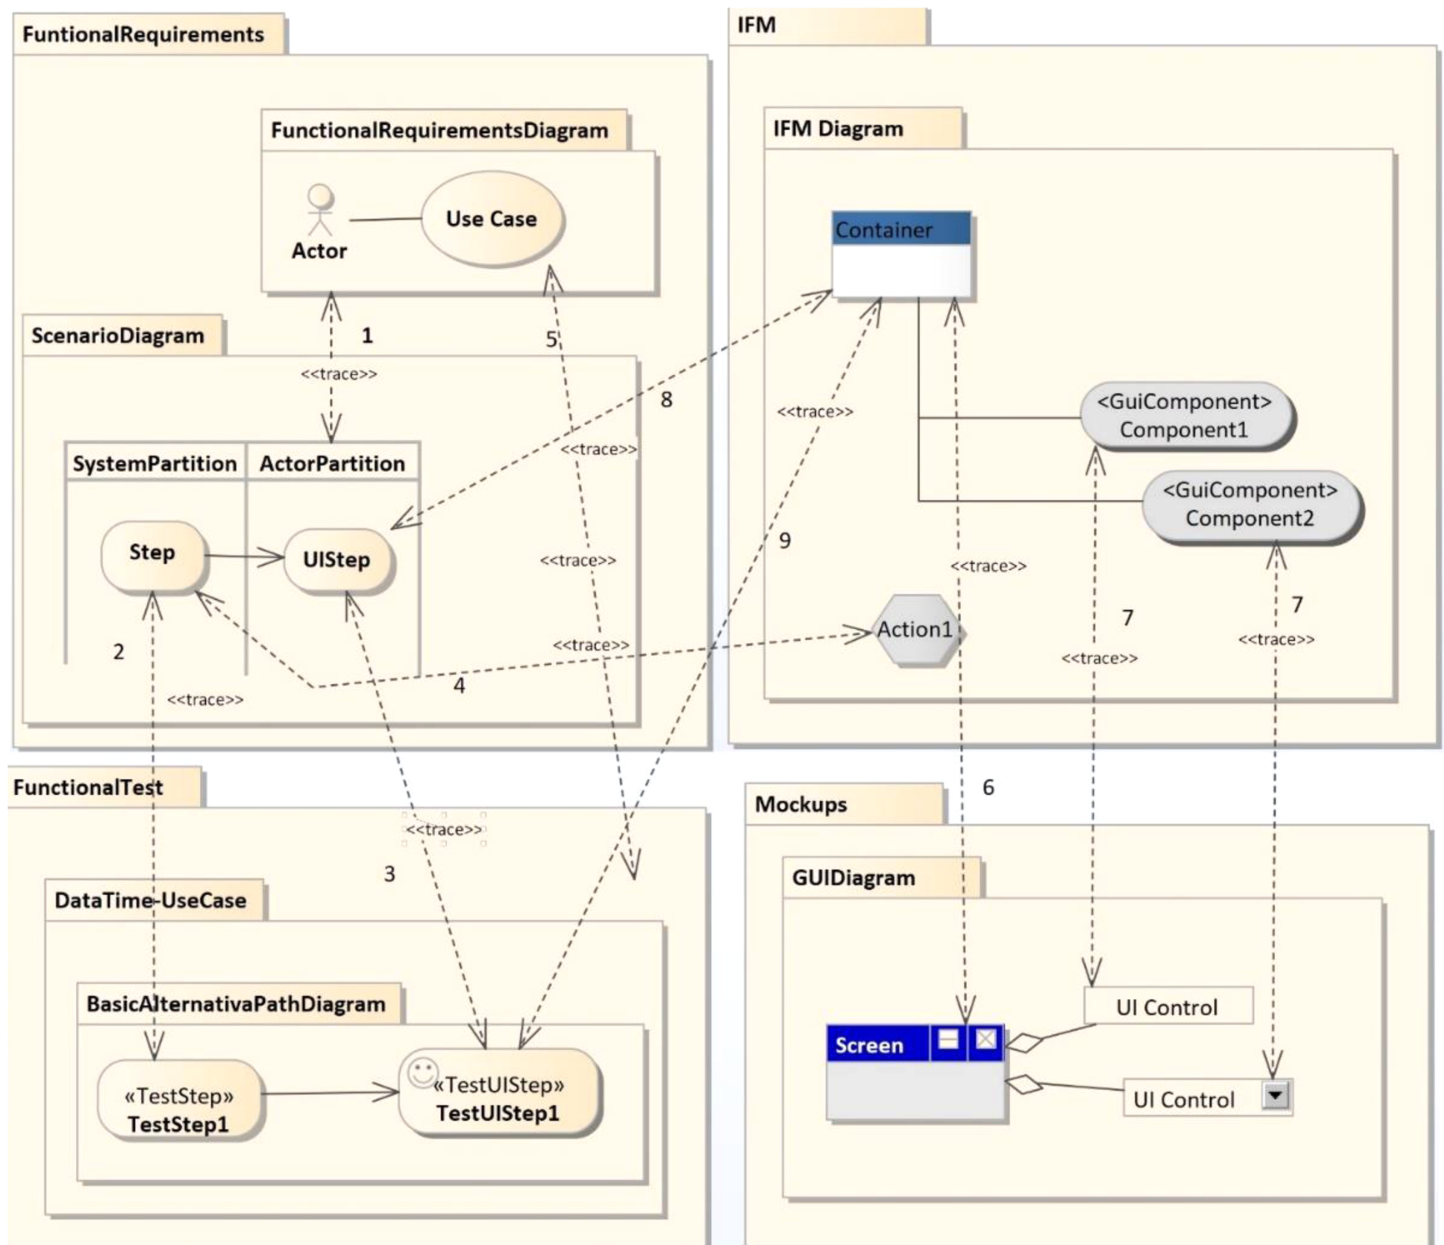 FuntionalRequirements
FunctionalRequirementsDiagram
Actor
Use Case
ScenarioDiagram
1
<<trace>>
5
8
<<trace>>
SystemPartition
ActorPartition
Step
UIStep
<<trace>>
2
<<trace>>
4
<<trace>>
IFM
IFM Diagram
Container
<<trace>>
<GuiComponent>
Component1
<GuiComponent>
Component2
9
<<trace>>
Action1
7
<<trace>>
7
<<trace>>
FunctionalTest
<<trace>>
3
DataTime-UseCase
BasicAlternativaPathDiagram
«TestStep»
TestStep1
«TestUIStep»
TestUIStep1
6
Mockups
GUIDiagram
UI Control
Screen
UI Control